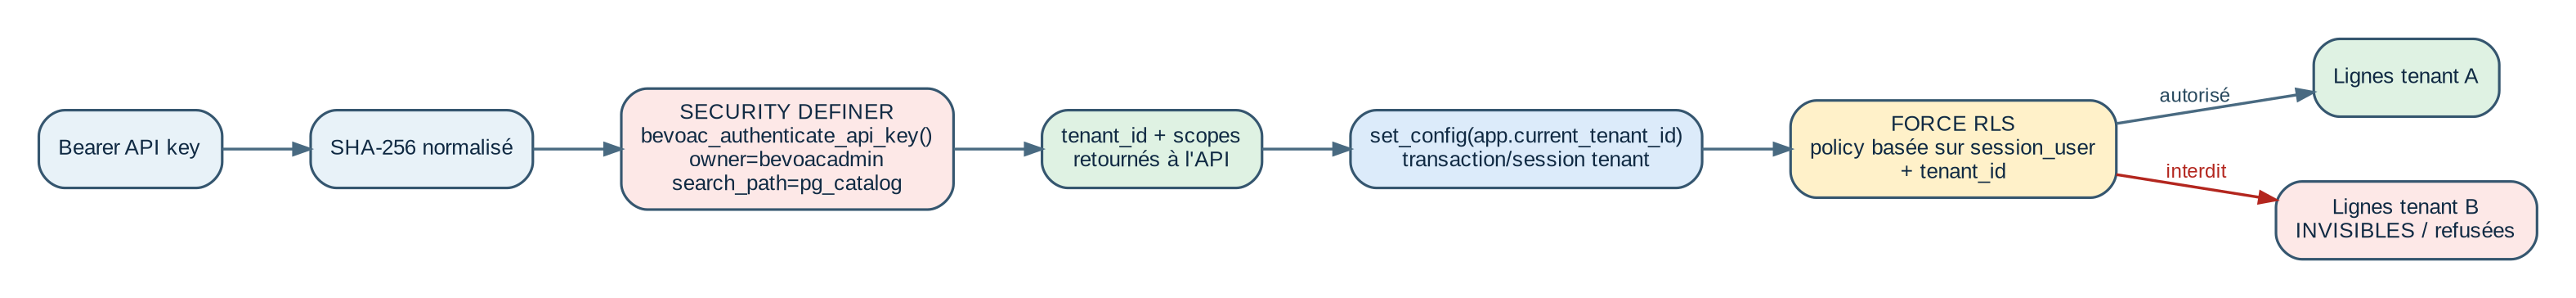 Bearer API key
SHA-256 normalisé
SECURITY DEFINER
bevoac_authenticate_api_key()
owner=bevoacadmin
search_path=pg_catalog
tenant_id + scopes
retournés à l'API
set_config(app.current_tenant_id)
transaction/session tenant
FORCE RLS
policy basée sur session_user
+ tenant_id
autorisé
Lignes tenant A
interdit
Lignes tenant B
INVISIBLES / refusées